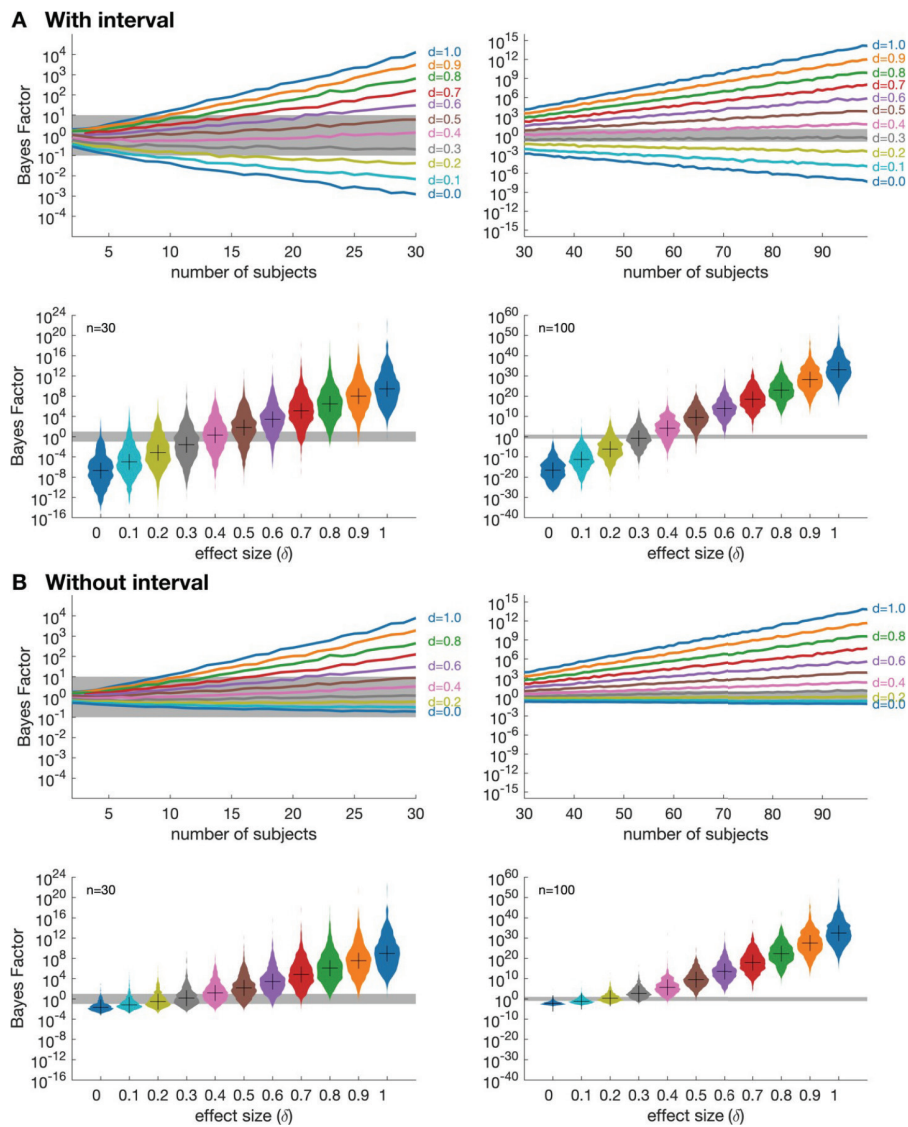 A With interval
Bayes Factor
10^4
10^3
10^2
10^1
10^0
10^-1
10^-2
10^-3
10^-4
d=1.0
d=0.9
d=0.8
d=0.7
d=0.6
d=0.5
d=0.4
d=0.3
d=0.2
d=0.1
d=0.0
5 10 15 20 25 30
number of subjects
10^15
10^12
10^9
10^6
10^3
10^0
10^-3
10^-6
10^-9
10^-12
10^-15
d=1.0
d=0.9
d=0.8
d=0.7
d=0.6
d=0.5
d=0.4
d=0.3
d=0.2
d=0.1
d=0.0
30 40 50 60 70 80 90
number of subjects
Bayes Factor
10^24
10^20
10^16
10^12
10^8
10^4
10^0
10^-4
10^-8
10^-12
10^-16
n=30
0 0.1 0.2 0.3 0.4 0.5 0.6 0.7 0.8 0.9 1
effect size (δ)
10^60
10^50
10^40
10^30
10^20
10^10
10^0
10^-10
10^-20
10^-30
10^-40
n=100
0 0.1 0.2 0.3 0.4 0.5 0.6 0.7 0.8 0.9 1
effect size (δ)
B Without interval
Bayes Factor
10^4
10^3
10^2
10^1
10^0
10^-1
10^-2
10^-3
10^-4
d=1.0
d=0.8
d=0.6
d=0.4
d=0.2
d=0.0
5 10 15 20 25 30
number of subjects
10^15
10^12
10^9
10^6
10^3
10^0
10^-3
10^-6
10^-9
10^-12
10^-15
d=1.0
d=0.8
d=0.6
d=0.4
d=0.2
d=0.0
30 40 50 60 70 80 90
number of subjects
Bayes Factor
10^24
10^20
10^16
10^12
10^8
10^4
10^0
10^-4
10^-8
10^-12
10^-16
n=30
0 0.1 0.2 0.3 0.4 0.5 0.6 0.7 0.8 0.9 1
effect size (δ)
10^60
10^50
10^40
10^30
10^20
10^10
10^0
10^-10
10^-20
10^-30
10^-40
n=100
0 0.1 0.2 0.3 0.4 0.5 0.6 0.7 0.8 0.9 1
effect size (δ)